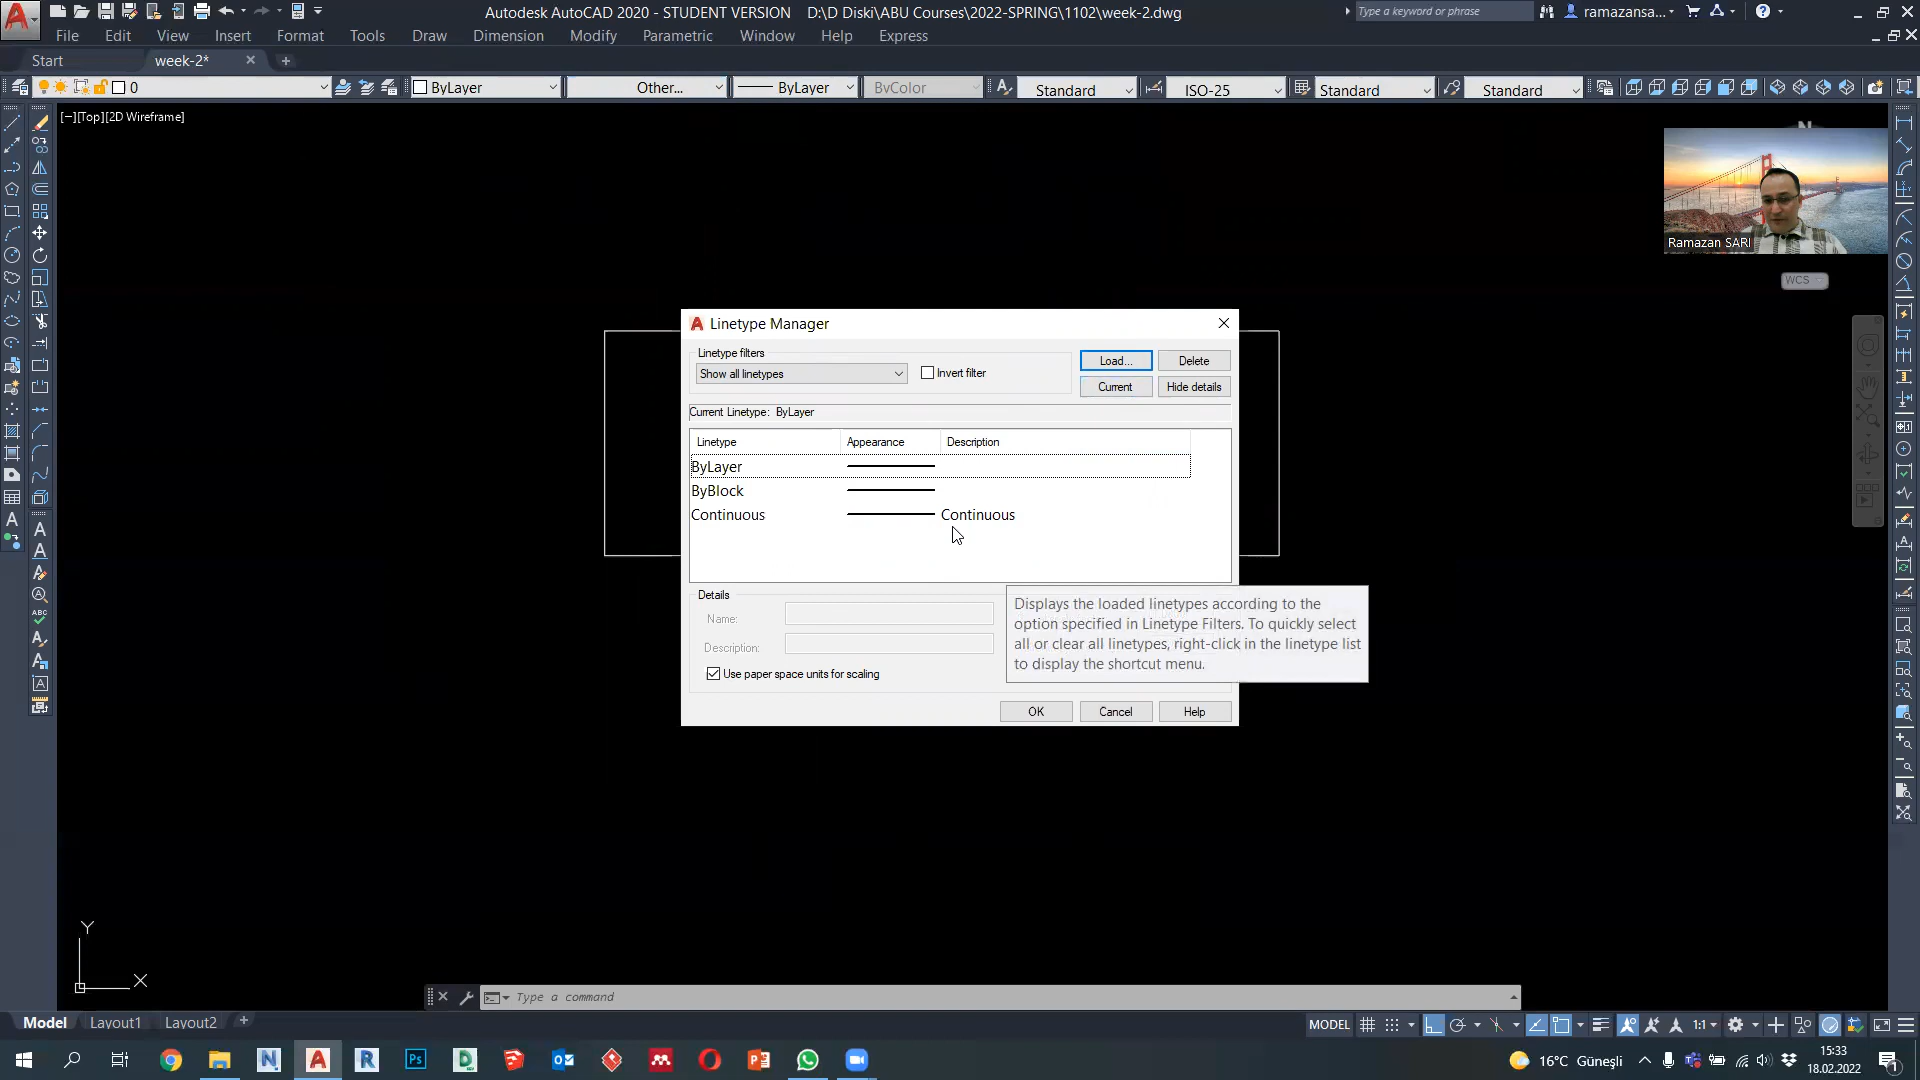 Autodesk AutoCAD 2020 - STUDENT VERSION D:\D Diski\ABU Courses\2022-SPRING\1102\week-2.dwg
Type a keyword or phrase
ramazansa...
File Edit View Insert Format Tools Draw Dimension Modify Parametric Window Help Express
Start
week-2*
0
ByLayer
Other...
ByLayer
ByColor
Standard
ISO-25
Standard
Standard
[−][Top][2D Wireframe]
N
Ramazan SARI
WCS
Linetype Manager
Linetype filters
Show all linetypes
Invert filter
Load...
Delete
Current
Hide details
Current Linetype: ByLayer
Linetype Appearance Description
ByLayer
ByBlock
Continuous Continuous
Details
Name:
Description:
Use paper space units for scaling
Displays the loaded linetypes according to the
option specified in Linetype Filters. To quickly select
all or clear all linetypes, right-click in the linetype list
to display the shortcut menu.
OK
Cancel
Help
ABC
Y
X
Type a command
Model
Layout1
Layout2
MODEL
1:1
16°C Güneşli
15:33
18.02.2022